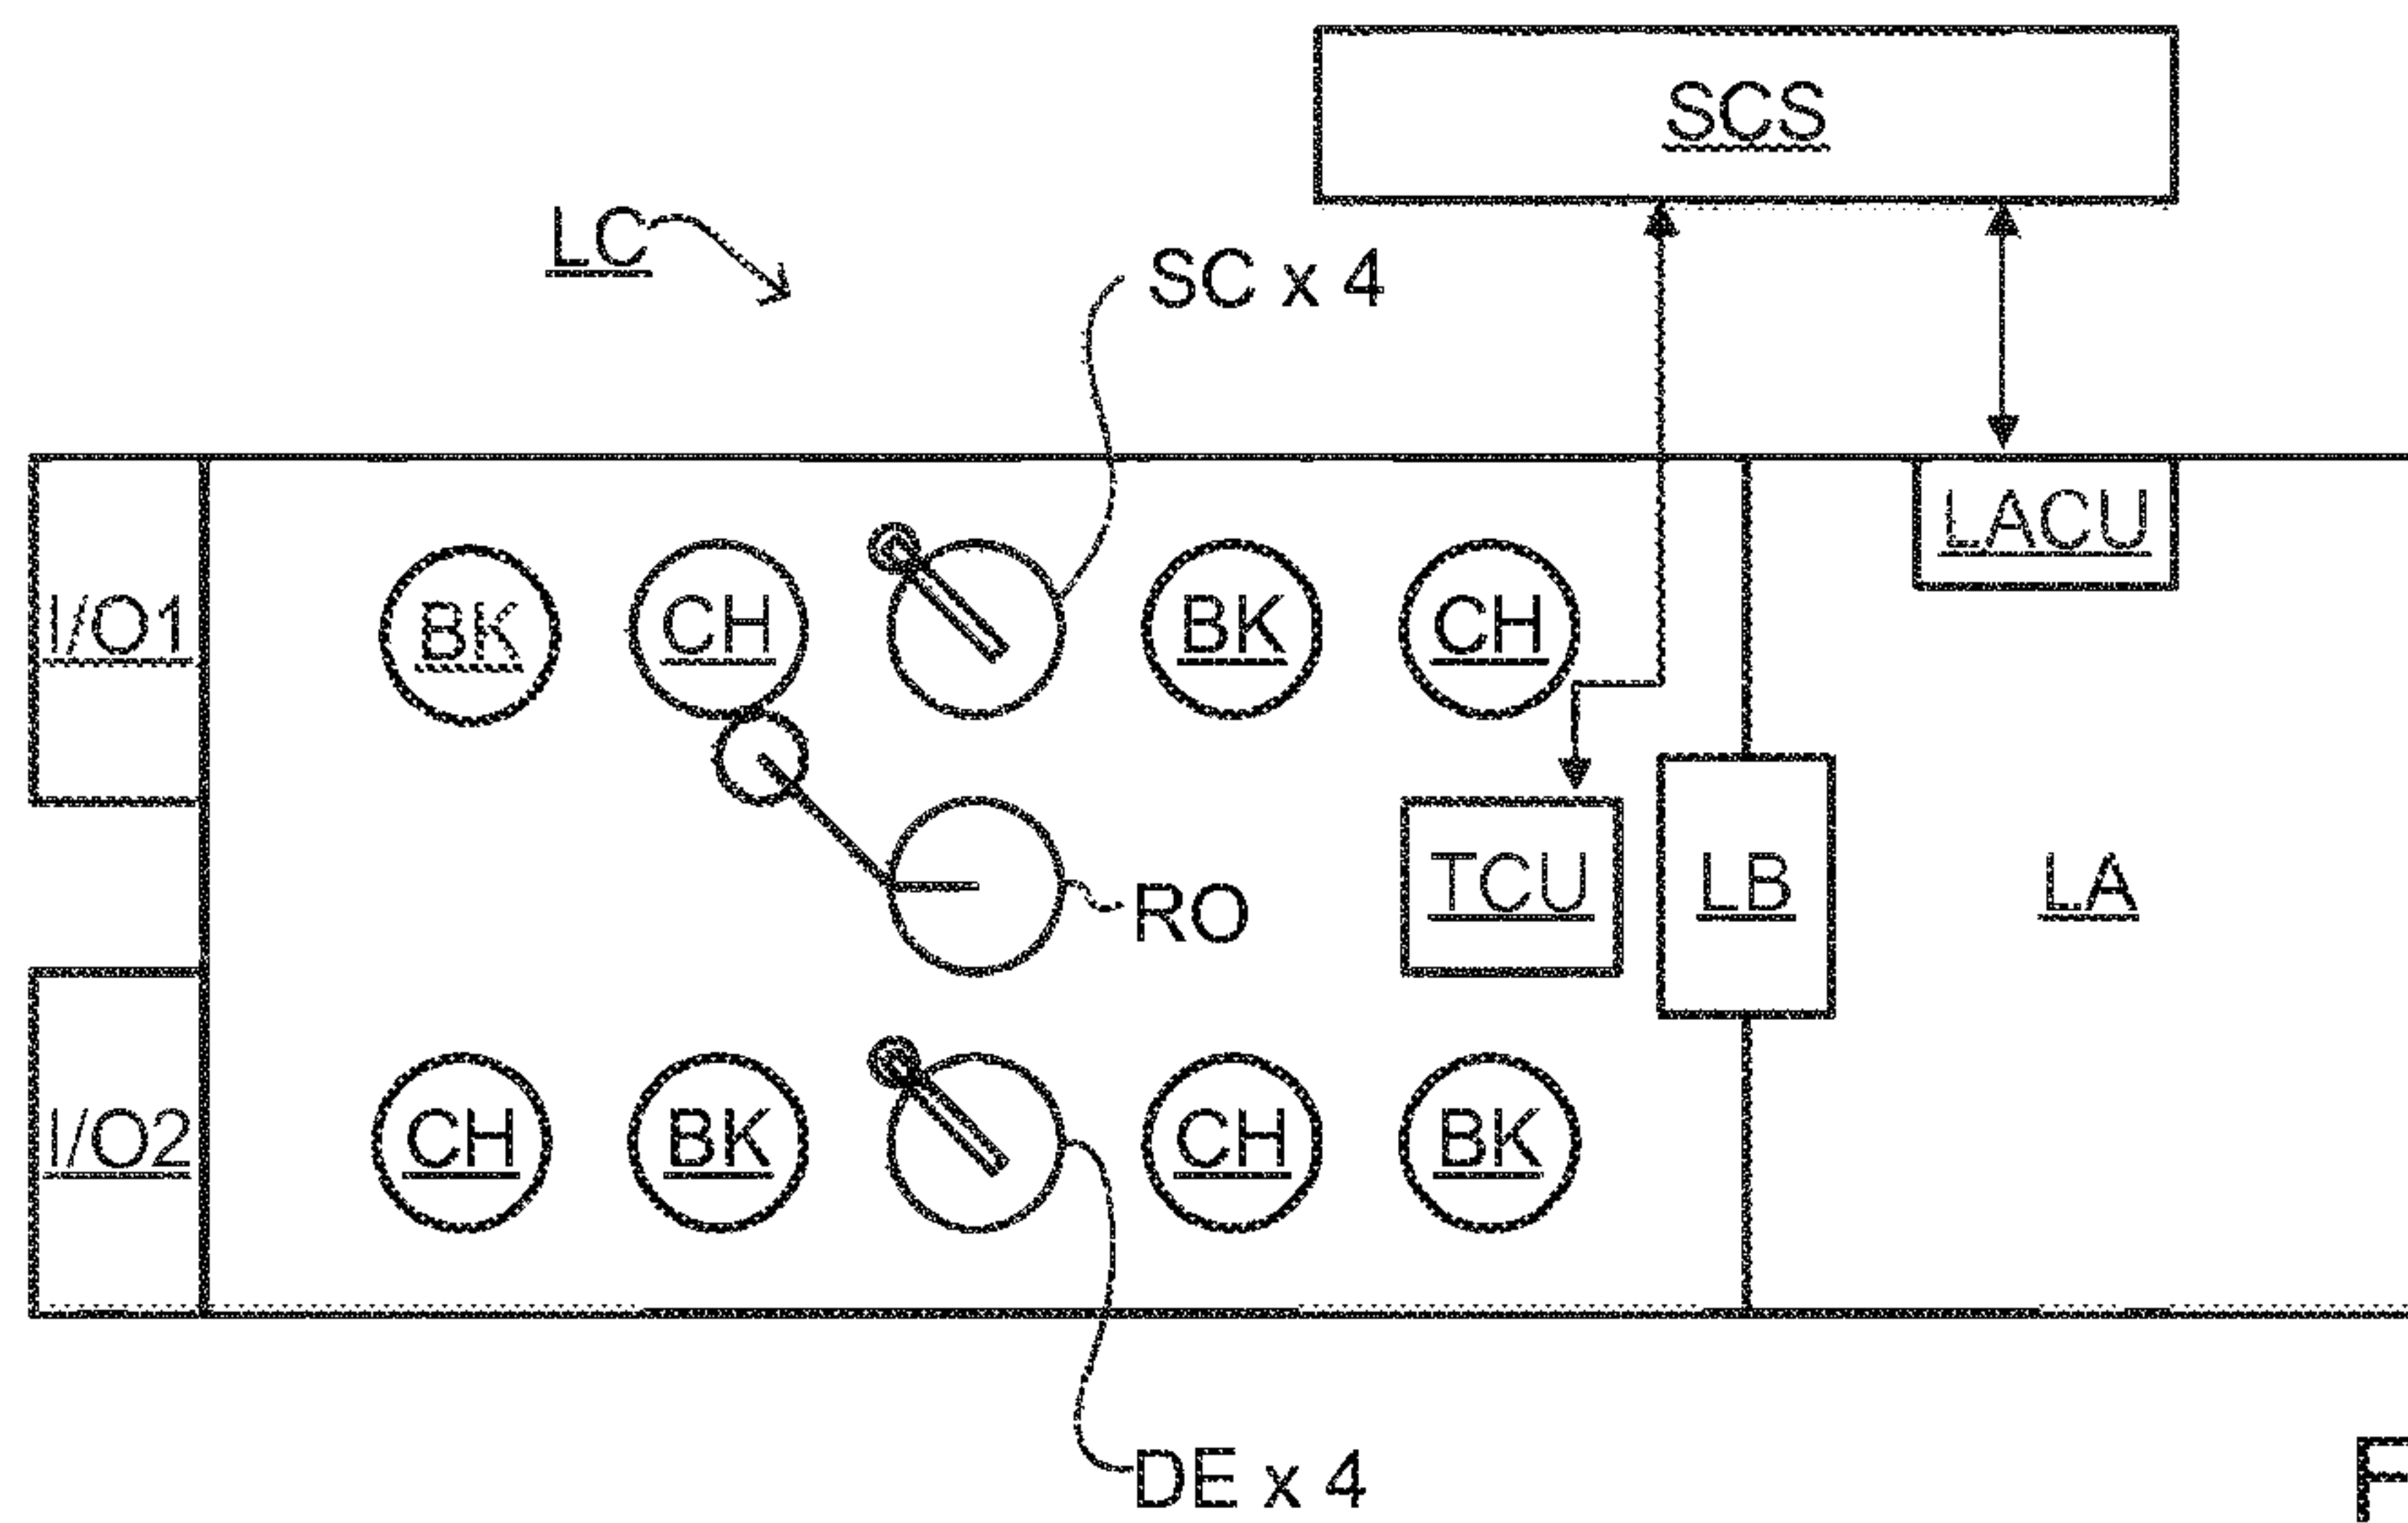 SCS
LC
SC x 4
LACU
I/O1
BK
CH
BK
CH
RO
TCU
LB
LA
I/O2
CH
BK
CH
BK
DE x 4
F